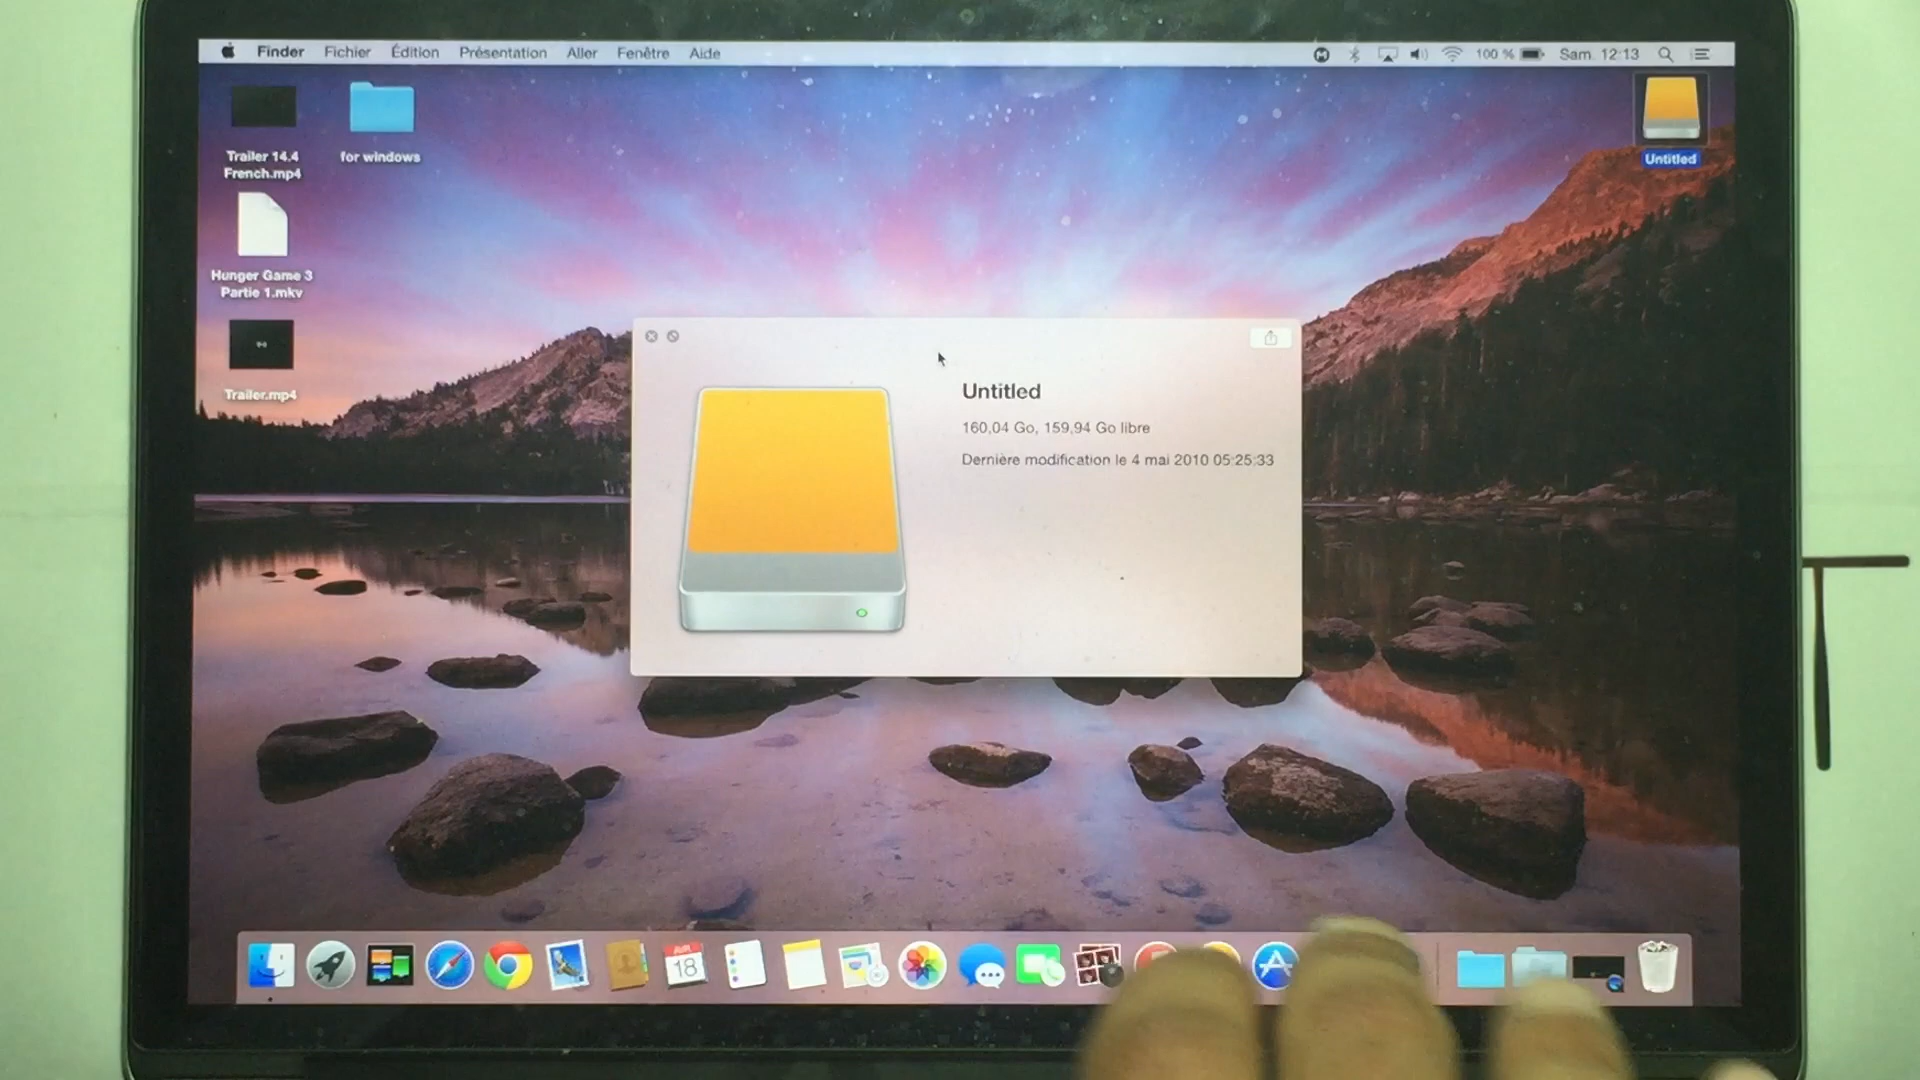 Finder Fichier Édition Présentation Aller Fenêtre Aide
100 % Sam. 12:13
Trailer 14.4
French.mp4
for windows
Untitled
Hunger Game 3
Partie 1.mkv
Trailer.mp4
Untitled
160,04 Go, 159,94 Go libre
Dernière modification le 4 mai 2010 05:25:33
AVR
18
T